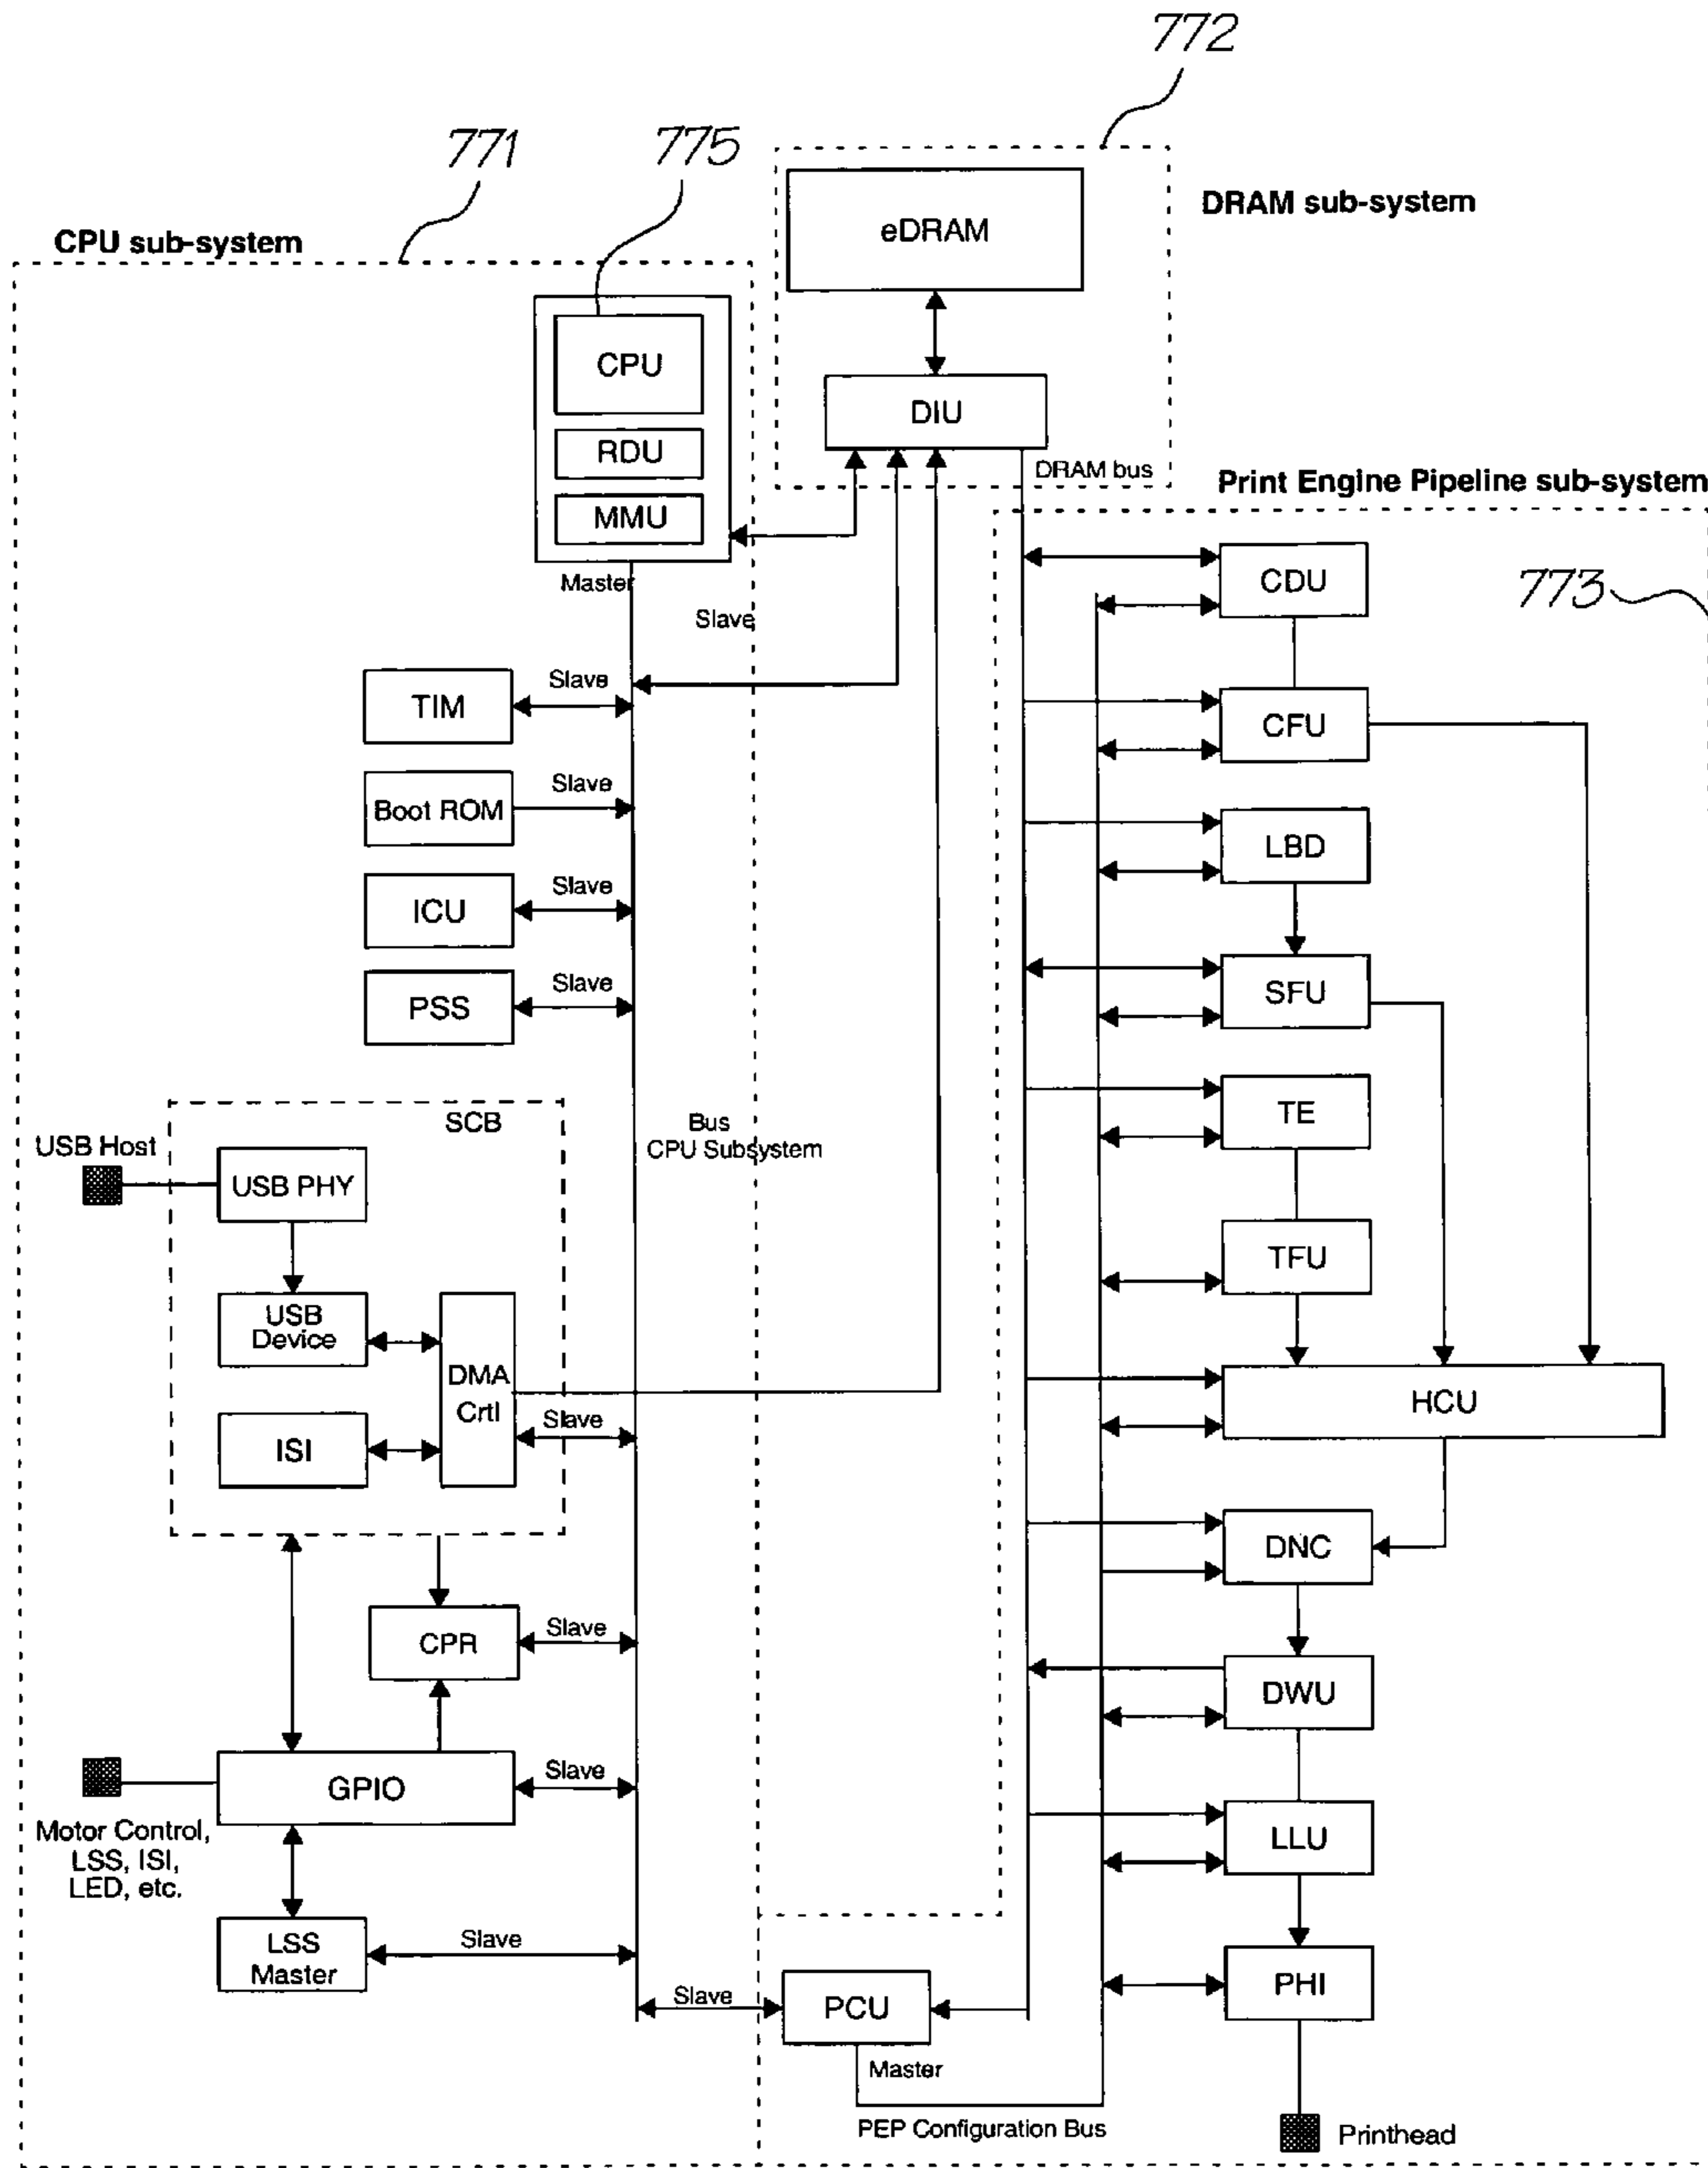 772
771
775
DRAM sub-system
CPU sub-system
eDRAM
CPU
DIU
RDU
DRAM bus
Print Engine Pipeline sub-system
MMU
Master
CDU
773
Slave
TIM
Slave
CFU
Boot ROM
Slave
LBD
ICU
Slave
PSS
Slave
SFU
SCB
TE
USB Host
Bus
CPU Subsystem
USB PHY
TFU
USB
Device
DMA
Crtl
HCU
Slave
ISI
DNC
CPR
Slave
DWU
GPIO
Slave
Motor Control,
LSS, ISI,
LED, etc.
LLU
LSS
Master
Slave
PHI
Slave
PCU
Master
PEP Configuration Bus
Printhead